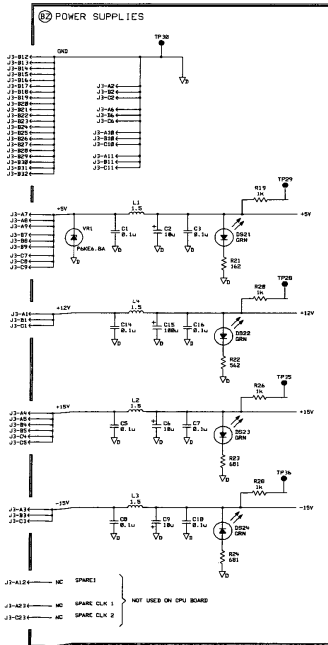 BZ POWER SUPPLIES
TP30
GND
J3-B12
J3-B13
J3-B14
J3-B15
J3-B16
J3-B17
J3-B18
J3-B19
J3-B20
J3-B21
J3-B22
J3-B23
J3-B24
J3-B25
J3-B26
J3-B27
J3-B28
J3-B29
J3-B30
J3-B31
J3-B32
J3-A2
J3-B2
J3-C2
J3-A6
J3-B6
J3-C6
J3-A10
J3-B10
J3-C10
J3-A11
J3-B11
J3-C11
D
TP29
R19
1k
J3-A7
J3-A8
J3-A9
J3-B7
J3-B8
J3-B9
J3-C7
J3-C8
J3-C9
+5V
VR1
P6KE6.8A
L1
1.5
C1
0.1u
C2
10u
C3
0.1u
DS21
GRN
R21
162
+5V
TP28
1k
J3-A1
J3-B1
J3-C1
+12V
L4
1.5
C14
0.1u
C15
100u
C16
0.1u
DS22
GRN
R22
562
+12V
TP35
R26
1k
J3-A4
J3-A5
J3-B4
J3-B5
J3-C4
J3-C5
+15V
L2
1.5
C5
0.1u
C6
10u
C7
0.1u
DS23
GRN
R23
681
+15V
TP36
1k
J3-A3
J3-B3
J3-C3
-15V
L3
1.5
C8
0.1u
C9
10u
C10
0.1u
DS24
GRN
R24
681
-15V
J3-A12 NC SPARE1
J3-A23 NC SPARE CLK 1
J3-C23 NC SPARE CLK 2
NOT USED ON CPU BOARD